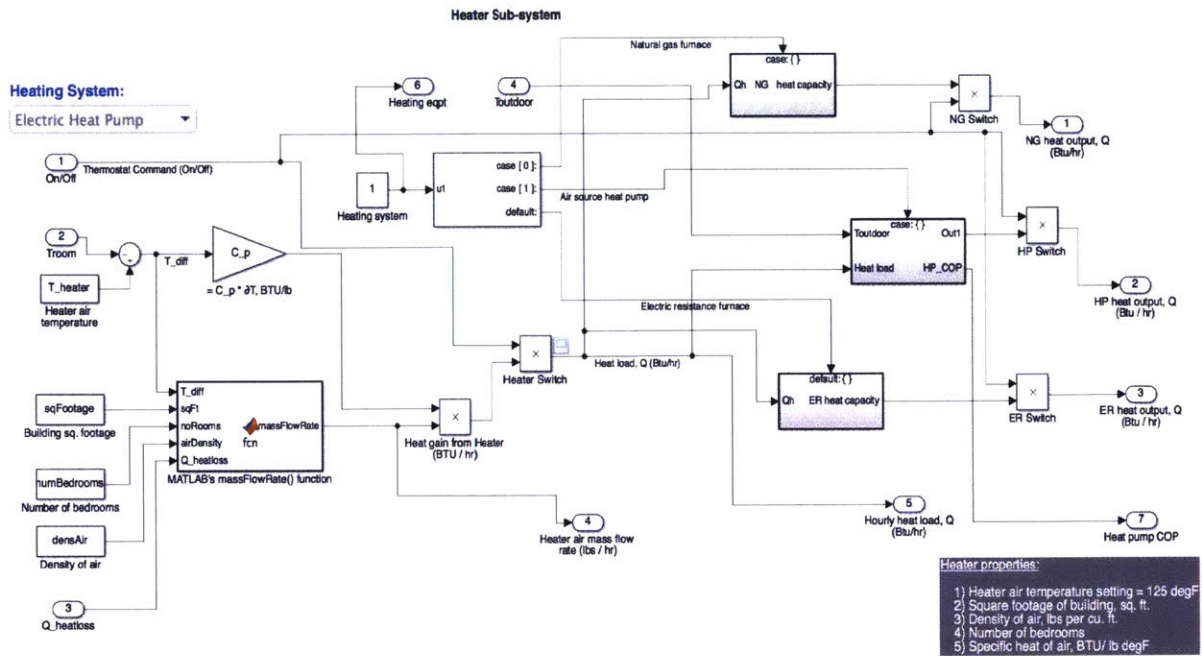 Heater Sub-system
Natural gas furnace
case: { }
Qh NG heat capacity
×
NG Switch
1
NG heat output, Q
(Btu/hr)
Heating System:
Electric Heat Pump
6
Heating eqpt
4
Toutdoor
1
On/Off
Thermostat Command (On/Off)
1
Heating system
u1
case [ 0 ]:
case [ 1 ]:
default:
Air source heat pump
case: { }
Toutdoor Out1
Heat load HP_COP
×
HP Switch
2
HP heat output, Q
(Btu / hr)
2
Troom
-
+
T_diff
C_p
= C_p * ∂T, BTU/lb
T_heater
Heater air
temperature
Electric resistance furnace
×
Heater Switch
Heat load, Q (Btu/hr)
default: { }
Qh ER heat capacity
×
ER Switch
3
ER heat output, Q
(Btu / hr)
sqFootage
Building sq. footage
numBedrooms
Number of bedrooms
densAir
Density of air
3
Q_heatloss
T_diff
sqFt
noRooms
airDensity
Q_heatloss
massFlowRate
fcn
MATLAB's massFlowRate() function
×
Heat gain from Heater
(BTU / hr)
4
Heater air mass flow
rate (lbs / hr)
5
Hourly heat load, Q
(Btu/hr)
7
Heat pump COP
Heater properties:
1) Heater air temperature setting = 125 degF
2) Square footage of building, sq. ft.
3) Density of air, lbs per cu. ft.
4) Number of bedrooms
5) Specific heat of air, BTU/ lb degF